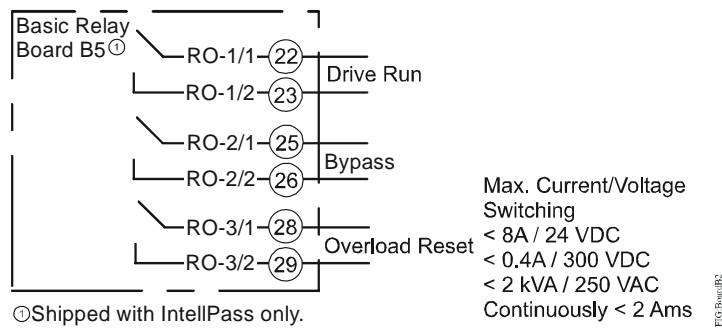 Basic Relay
Board B5①
RO-1/1 22
Drive Run
RO-1/2 23
RO-2/1 25
Bypass
RO-2/2 26
RO-3/1 28
Overload Reset
RO-3/2 29
Max. Current/Voltage
Switching
< 8A / 24 VDC
< 0.4A / 300 VDC
< 2 kVA / 250 VAC
Continuously < 2 Ams
①Shipped with IntellPass only.
FIG:BoardB2